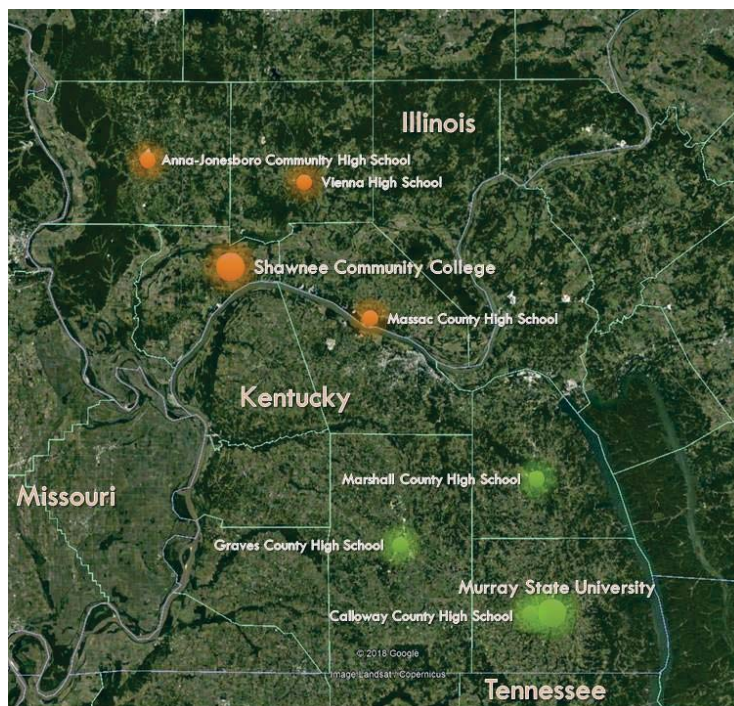 Illinois
Anna-Jonesboro Community High School
Vienna High School
Shawnee Community College
Massac County High School
Kentucky
Marshall County High School
Missouri
Graves County High School
Murray State University
Calloway County High School
© 2018 Google
Image Landsat / Copernicus
Tennessee